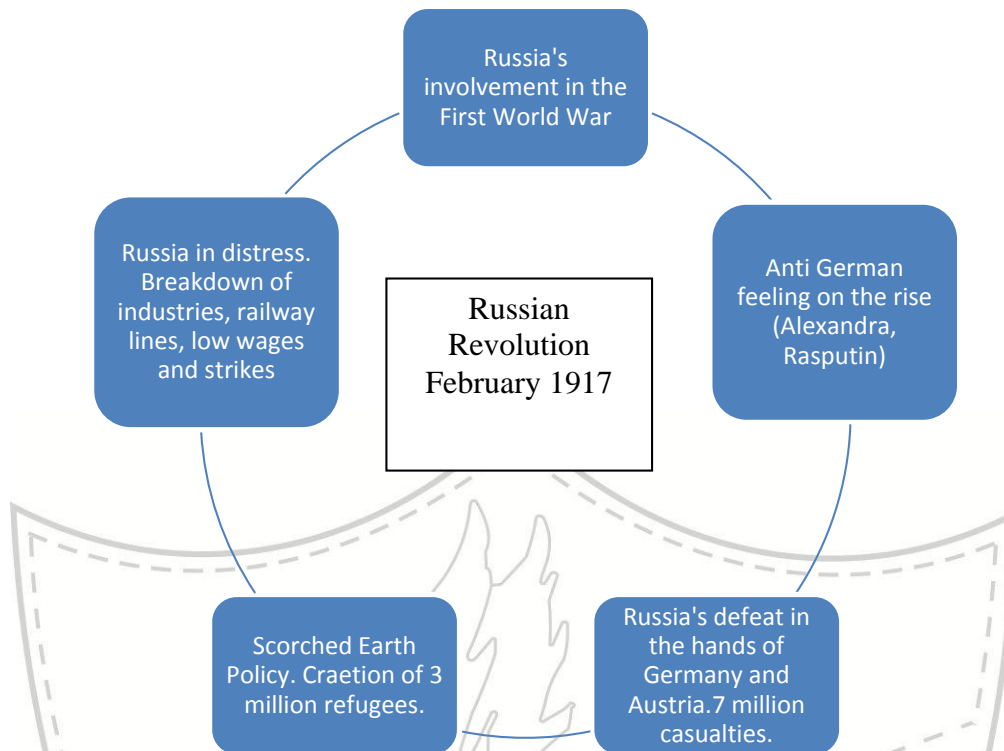 Russia's
involvement in the
First World War
Anti German
feeling on the rise
(Alexandra,
Rasputin)
Russia's defeat in
the hands of
Germany and
Austria.7 million
casualties.
Scorched Earth
Policy. Craetion of 3
million refugees.
Russia in distress.
Breakdown of
industries, railway
lines, low wages
and strikes
Russian
Revolution
February 1917